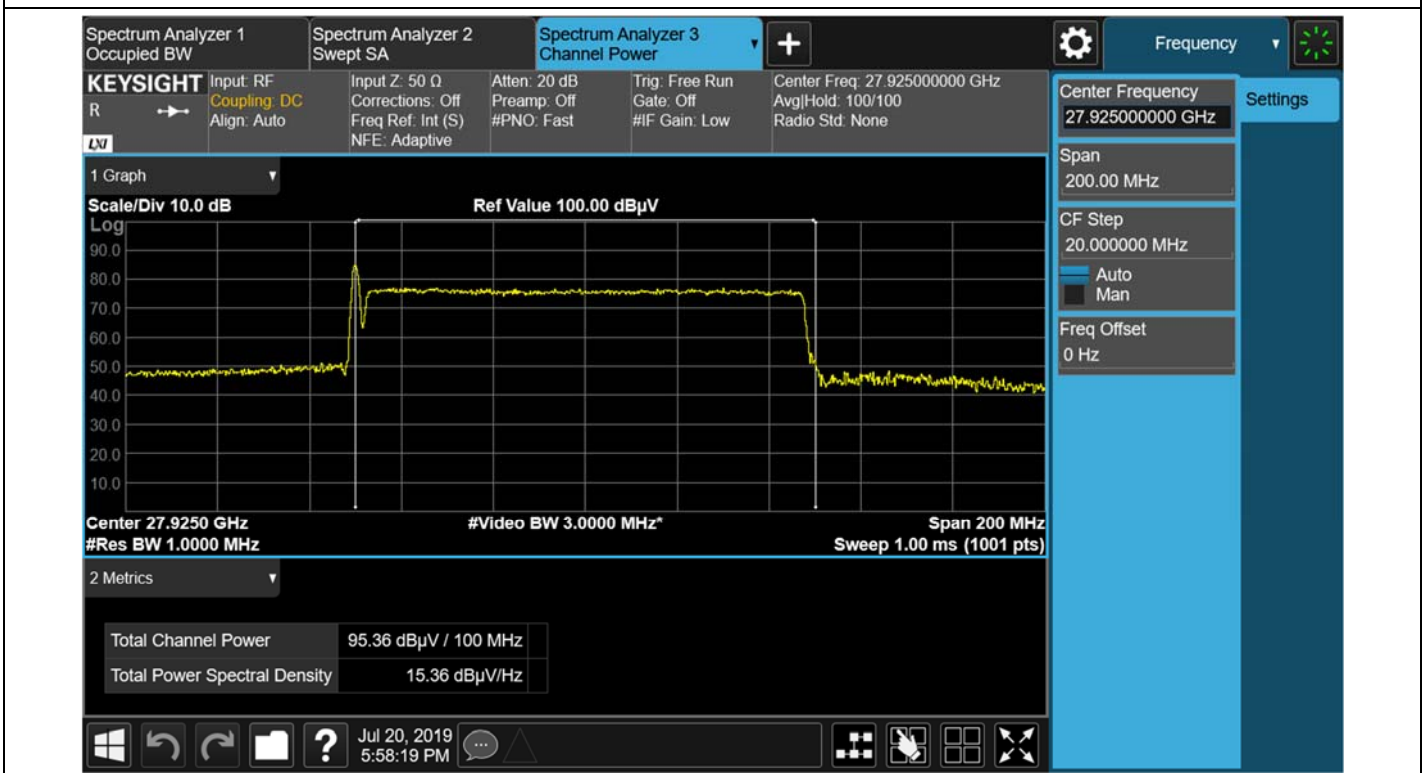 Spectrum Analyzer 1
Occupied BW
Spectrum Analyzer 2
Swept SA
Spectrum Analyzer 3
Channel Power
Frequency
KEYSIGHT
R
LXI
Input: RF
Coupling: DC
Align: Auto
Input Z: 50 Ω
Corrections: Off
Freq Ref: Int (S)
NFE: Adaptive
Atten: 20 dB
Preamp: Off
#PNO: Fast
Trig: Free Run
Gate: Off
#IF Gain: Low
Center Freq: 27.925000000 GHz
Avg|Hold: 100/100
Radio Std: None
Center Frequency
27.925000000 GHz
Settings
Span
200.00 MHz
CF Step
20.000000 MHz
Auto
Man
Freq Offset
0 Hz
1 Graph
Scale/Div 10.0 dB
Ref Value 100.00 dBµV
Log
90.0
80.0
70.0
60.0
50.0
40.0
30.0
20.0
10.0
Center 27.9250 GHz
#Video BW 3.0000 MHz*
Span 200 MHz
#Res BW 1.0000 MHz
Sweep 1.00 ms (1001 pts)
2 Metrics
Total Channel Power 95.36 dBµV / 100 MHz
Total Power Spectral Density 15.36 dBµV/Hz
?
Jul 20, 2019
5:58:19 PM